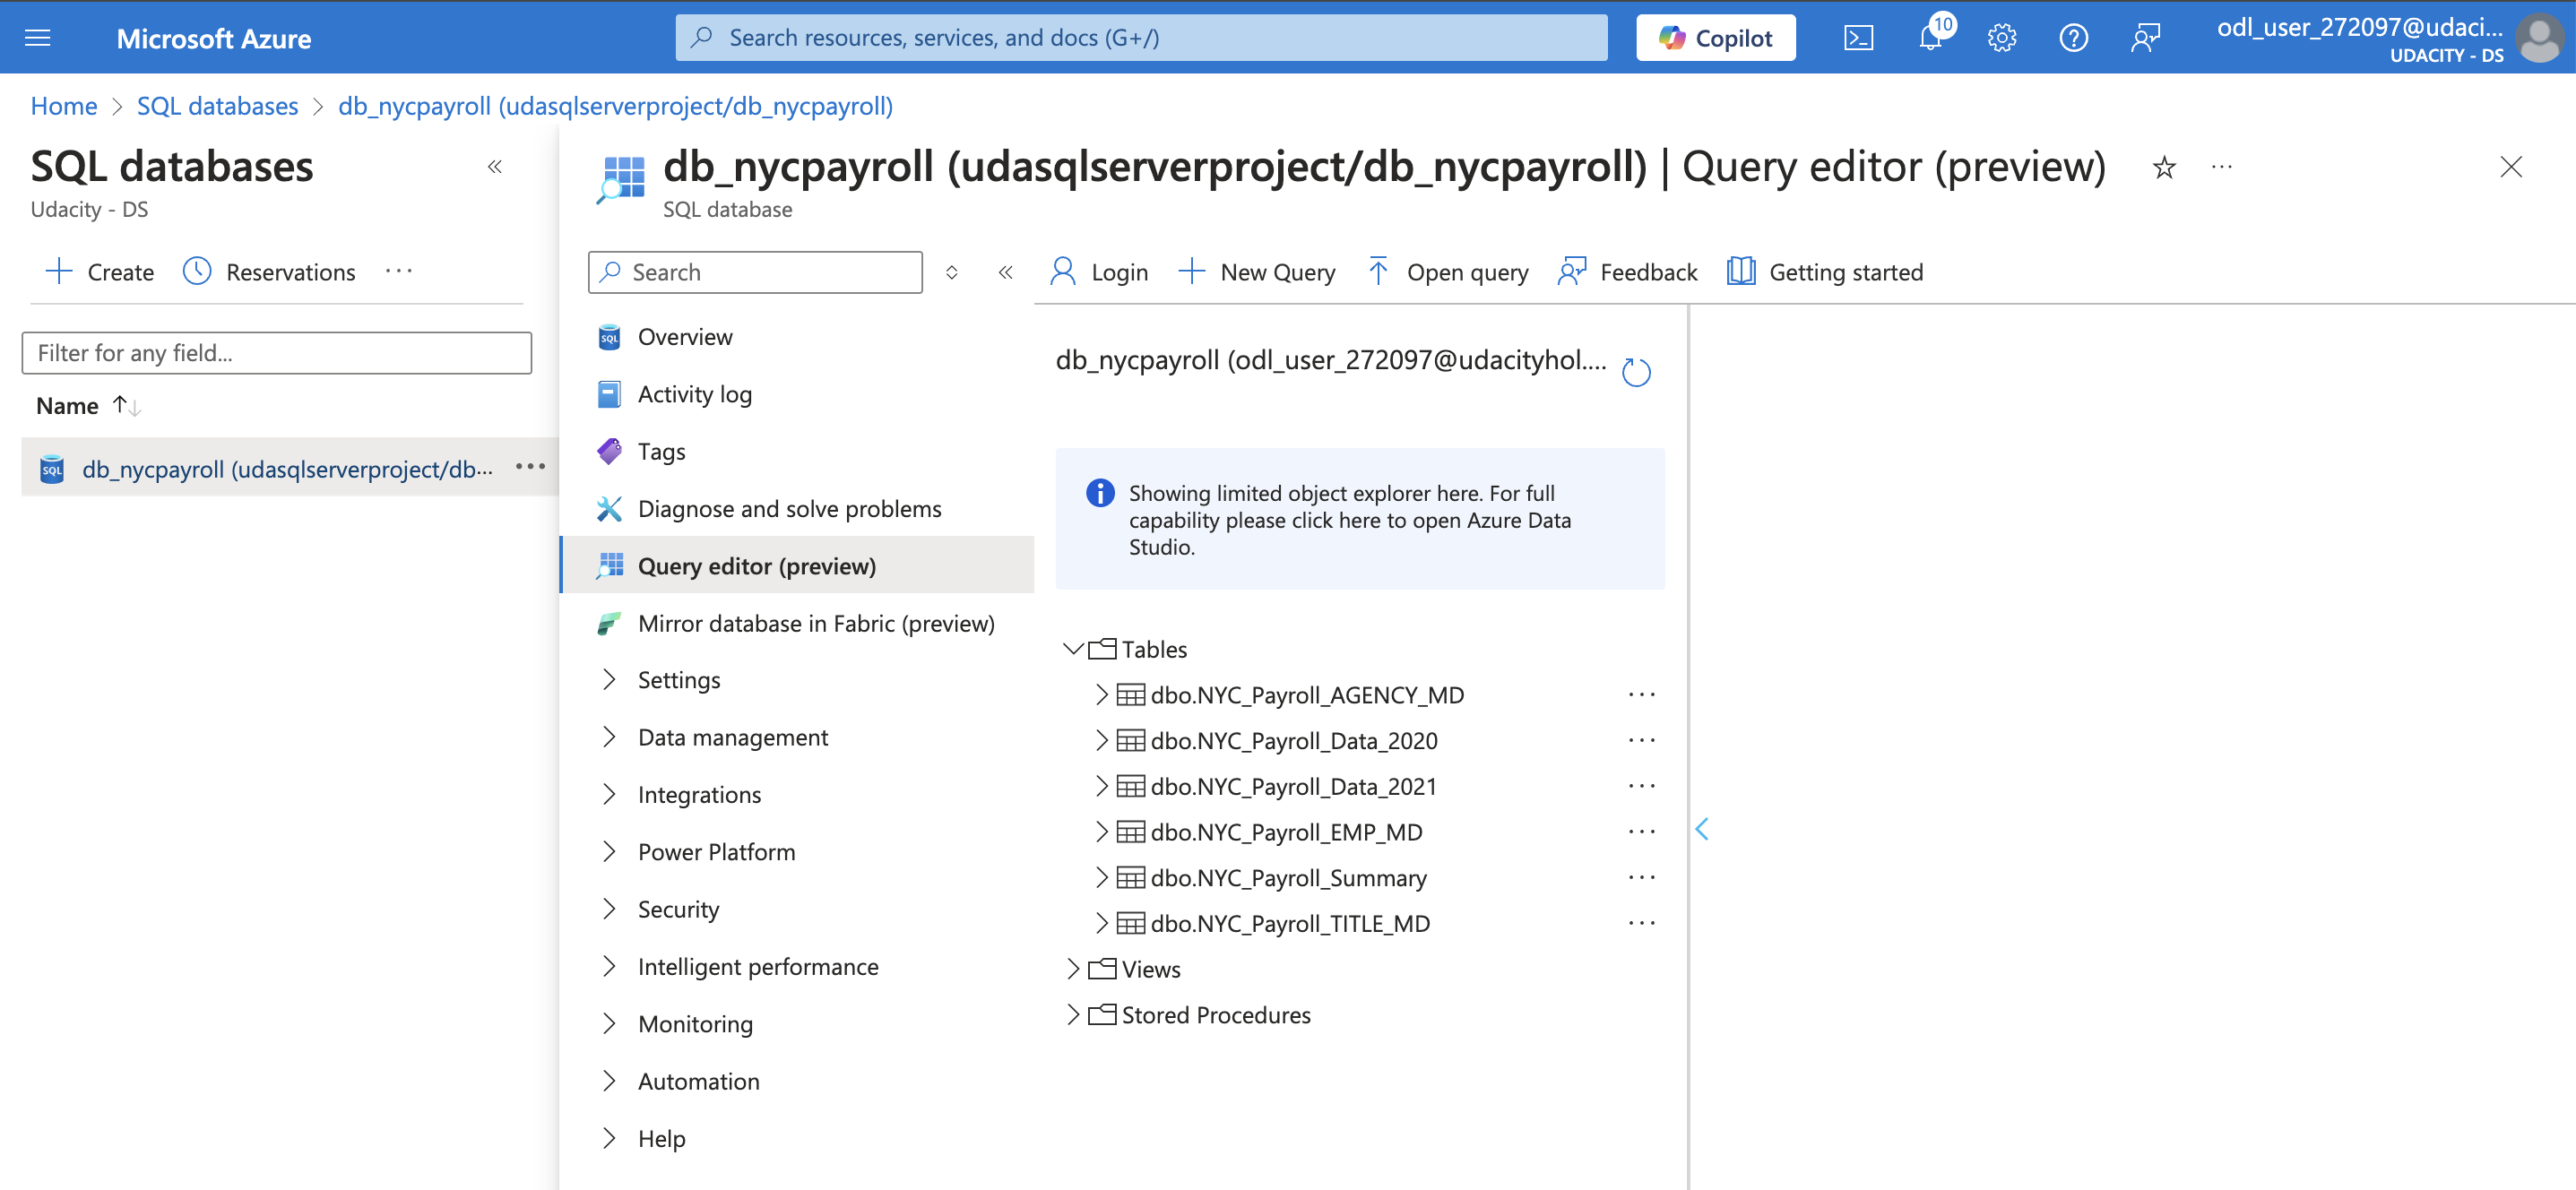 Microsoft Azure
Search resources, services, and docs (G+/)
Copilot
10
odl_user_272097@udaci...
UDACITY - DS
Home > SQL databases > db_nycpayroll (udasqlserverproject/db_nycpayroll)
SQL databases
Udacity - DS
Create
Reservations
...
Filter for any field...
Name
SQL
db_nycpayroll (udasqlserverproject/db...
...
db_nycpayroll (udasqlserverproject/db_nycpayroll) | Query editor (preview)
...
SQL database
Search
SQL
Overview
Activity log
Tags
Diagnose and solve problems
Query editor (preview)
Mirror database in Fabric (preview)
Settings
Data management
Integrations
Power Platform
Security
Intelligent performance
Monitoring
Automation
Help
Login
New Query
Open query
Feedback
Getting started
db_nycpayroll (odl_user_272097@udacityhol....
Showing limited object explorer here. For full
capability please click here to open Azure Data
Studio.
Tables
dbo.NYC_Payroll_AGENCY_MD ...
dbo.NYC_Payroll_Data_2020 ...
dbo.NYC_Payroll_Data_2021 ...
dbo.NYC_Payroll_EMP_MD ...
dbo.NYC_Payroll_Summary ...
dbo.NYC_Payroll_TITLE_MD ...
Views
Stored Procedures